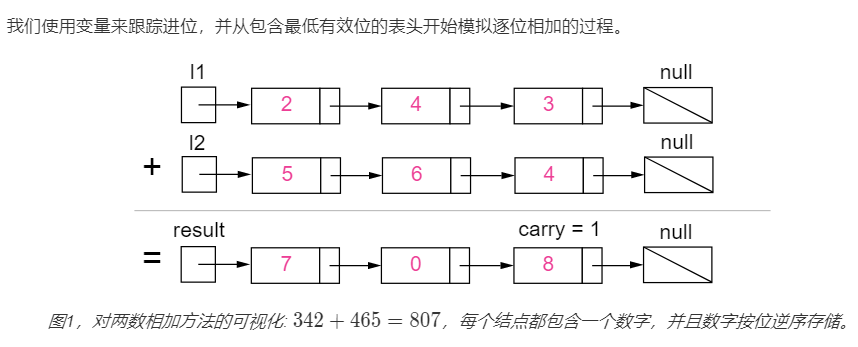 我们使用变量来跟踪进位，并从包含最低有效位的表头开始模拟逐位相加的过程。
l1 null
2 4 3
l2 null
+ 5 6 4
result carry = 1 null
= 7 0 8
图1，对两数相加方法的可视化: 342 + 465 = 807，每个结点都包含一个数字，并且数字按位逆序存储。